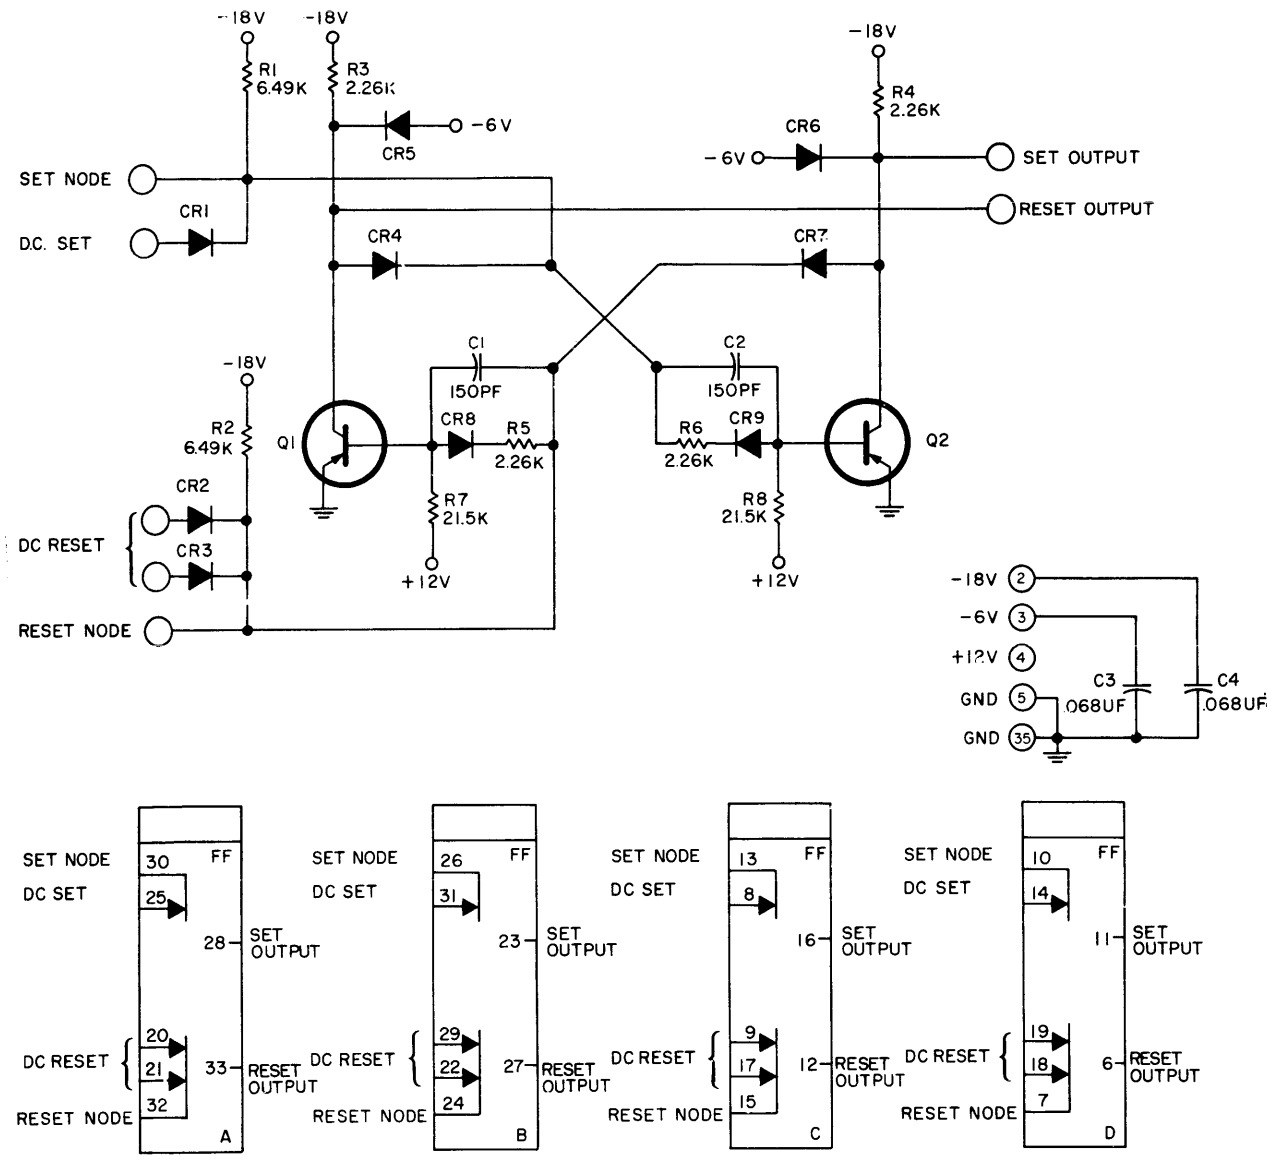 -18V -18V -18V
R1 6.49K
R3 2.26K
R4 2.26K
CR5 -6V
CR6
-6V
SET OUTPUT
SET NODE
CR1
RESET OUTPUT
D.C. SET
CR4
CR7
C1 150PF
C2 150PF
-18V
R2 6.49K
Q1
CR8
R5 2.26K
R6 2.26K
CR9
Q2
CR2
R7 21.5K
R8 21.5K
DC RESET
CR3
+12V
+12V
RESET NODE
-18V 2
-6V 3
+12V 4
GND 5
GND 35
C3 .068UF
C4 .068UF
SET NODE 30 FF
DC SET 25
28 SET OUTPUT
DC RESET 20 21
33 RESET OUTPUT
RESET NODE 32
A
SET NODE 26 FF
DC SET 31
23 SET OUTPUT
DC RESET 29 22
27 RESET OUTPUT
RESET NODE 24
B
SET NODE 13 FF
DC SET 8
16 SET OUTPUT
DC RESET 9 17
12 RESET OUTPUT
RESET NODE 15
C
SET NODE 10 FF
DC SET 14
11 SET OUTPUT
DC RESET 19 18
6 RESET OUTPUT
RESET NODE 7
D